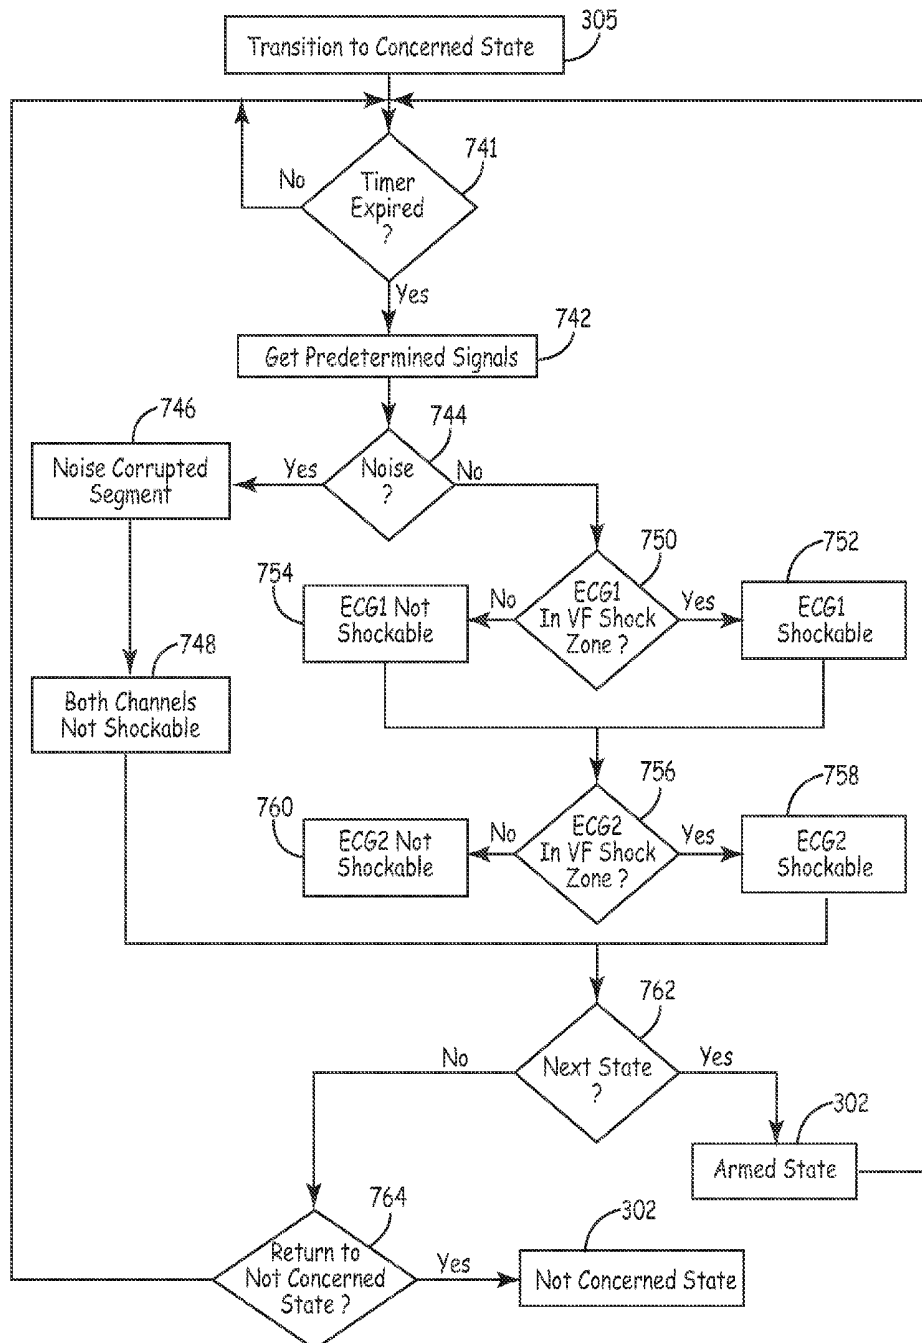 305
Transition to Concerned State
741
No
Timer
Expired
?
Yes
742
Get Predetermined Signals
746
744
Noise Corrupted
Segment
Yes
Noise
?
No
750
752
754
ECG1 Not
Shockable
No
ECG1
In VF Shock
Zone ?
Yes
ECG1
Shockable
748
Both Channels
Not Shockable
756
758
760
ECG2 Not
Shockable
No
ECG2
In VF Shock
Zone ?
Yes
ECG2
Shockable
762
No
Next State
?
Yes
302
Armed State
764
302
Return to
Not Concerned
State ?
Yes
Not Concerned State